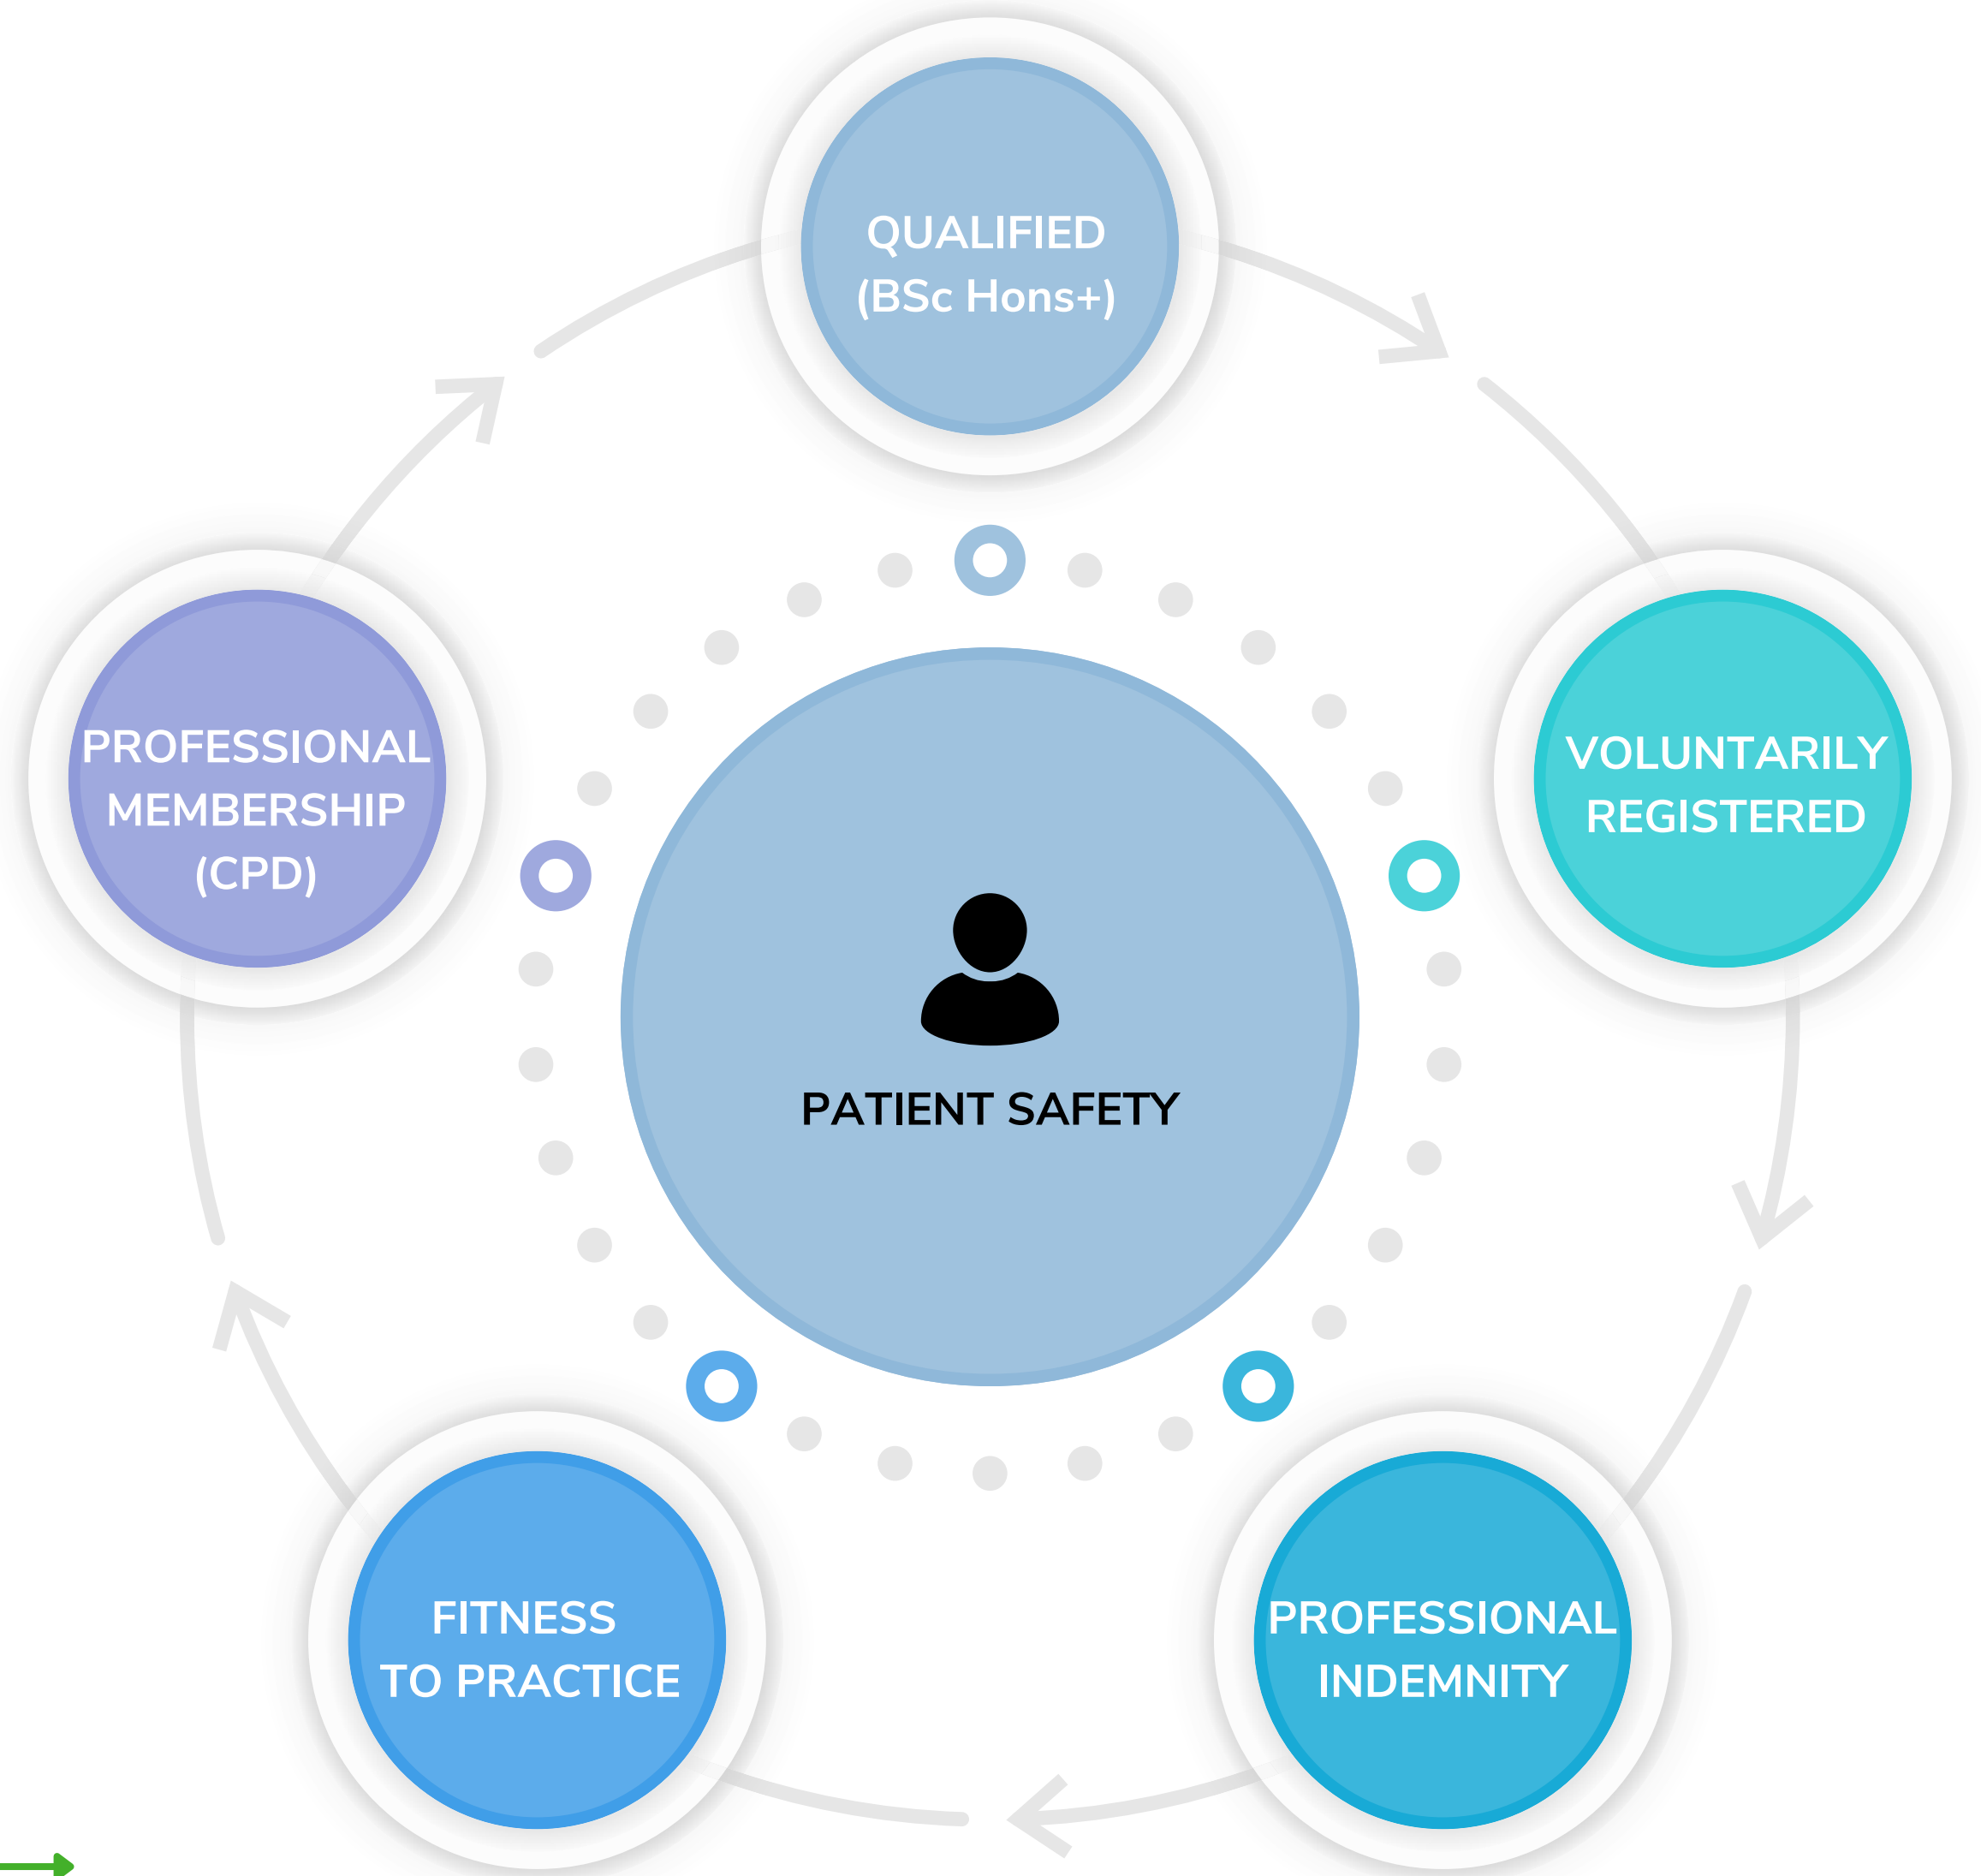 QUALIFIED
(BSc Hons+)
VOLUNTARILY
REGISTERED
PROFESSIONAL
INDEMNITY
FITNESS
TO PRACTICE
PROFESSIONAL
MEMBERSHIP
(CPD)
PATIENT SAFETY